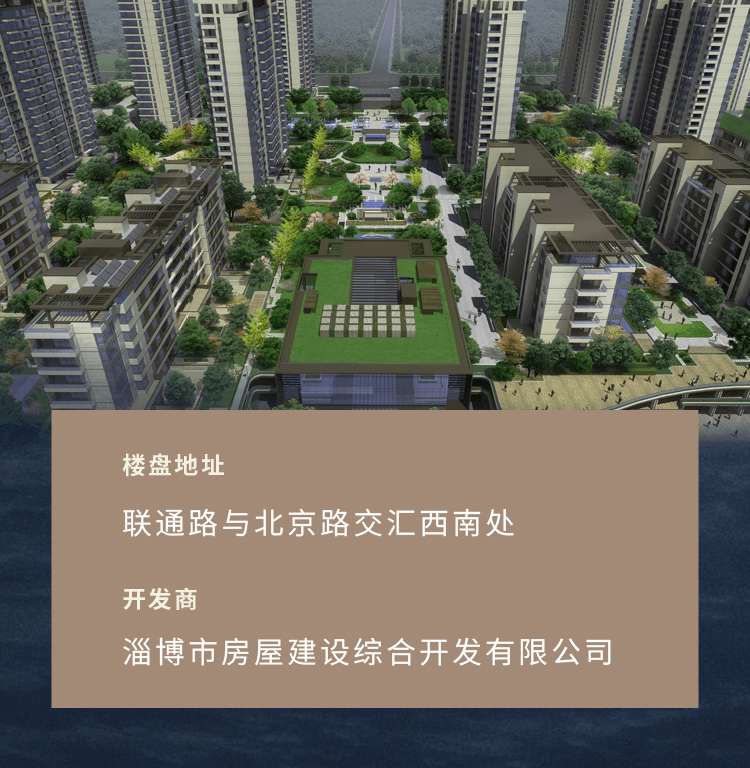 楼盘地址
联通路与北京路交汇西南处
开发商
淄博市房屋建设综合开发有限公司